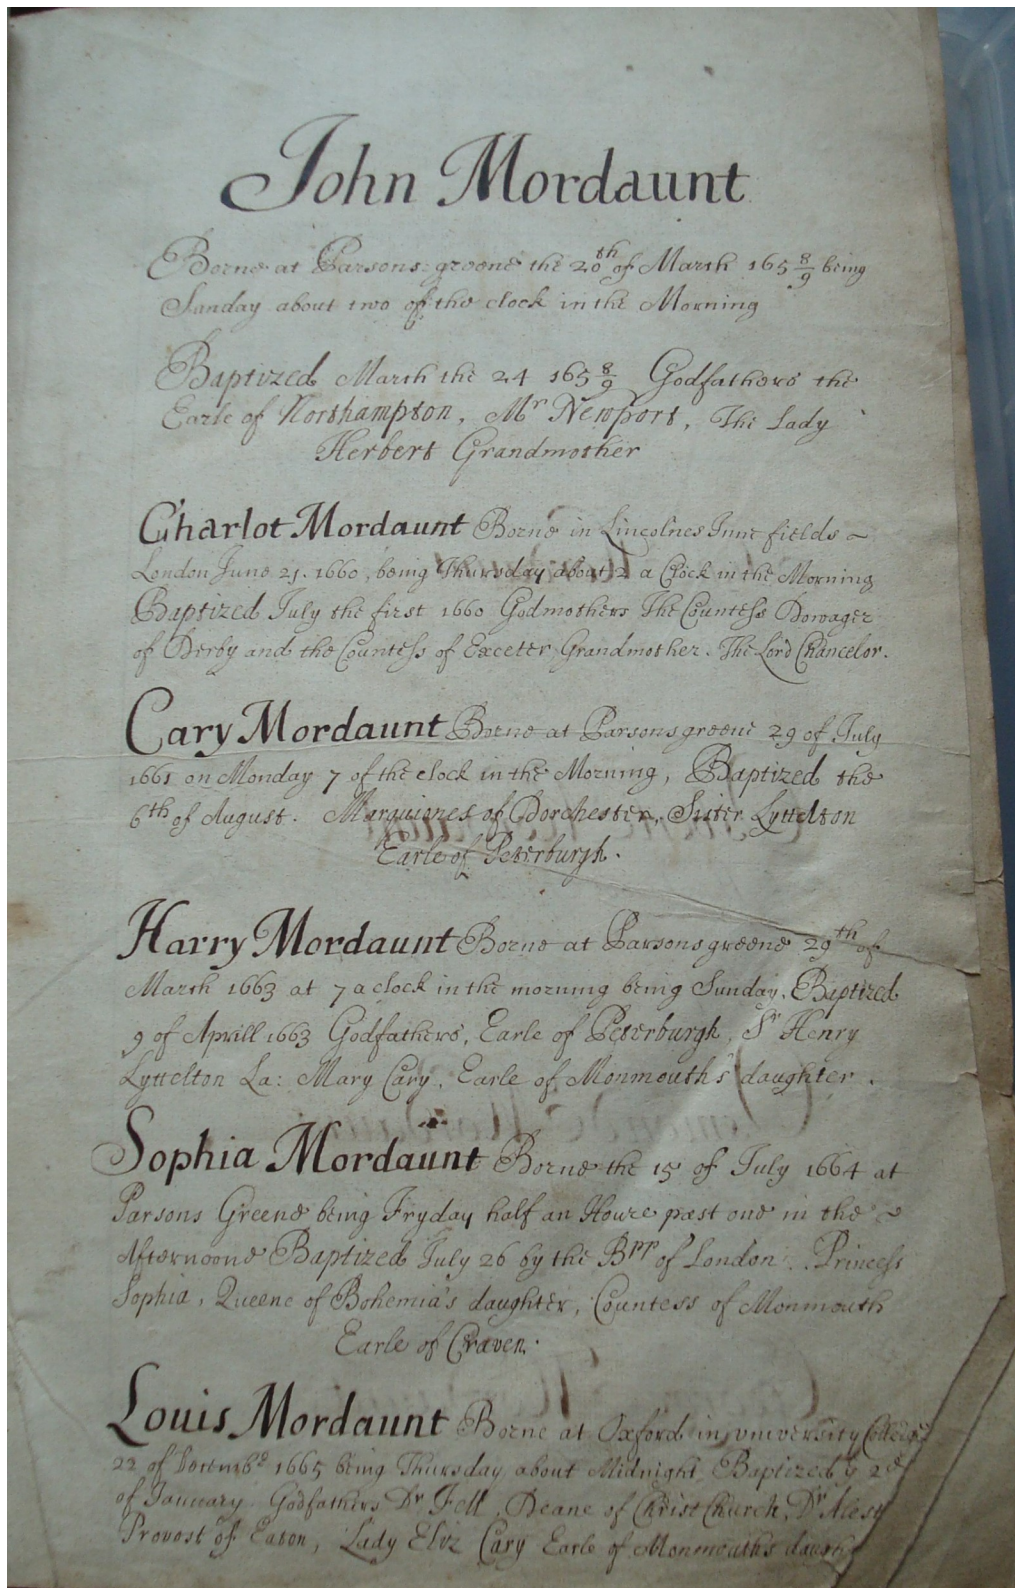 John Mordaunt
Borne at Parsons: greene the 20th of March 165 8/9 being
Sunday about two of the clock in the Morning
Baptized March the 24 165 8/9 Godfathers the
Earle of Northampton, Mr Newport, The Lady
Herbert Grandmother
Charlot Mordaunt Borne in Lincolnes Inne fields
London June 21. 1660, being Thursday about 2 a Clock in the Morning
Baptized July the first 1660 Godmothers The Countess Dowager
of Derby and the Countess of Exceter Grandmother. The Lord Chancelor.
Cary Mordaunt Borne at Parsons greene 29 of July
1661 on Monday 7 of the clock in the Morning, Baptized the
6th of August. Marquiones of Dorchester, Sister Lyttelton
Earle of Peterburgh.
Harry Mordaunt Borne at Parsons greene 29th of
March 1663 at 7 a clock in the morning being Sunday. Baptized
9 of Aprill 1663 Godfathers, Earle of Peterburgh, Sr Henry
Lyttelton La: Mary Cary, Earle of Monmouth's daughter.
Sophia Mordaunt Borne the 15 of July 1664 at
Parsons Greene being Fryday half an Houre past one in the
Afternoone Baptized July 26 by the Bpp of London. Princess
Sophia, Queene of Bohemia's daughter, Countess of Monmouth
Earle of Craven.
Louis Mordaunt Borne at Oxford in university College
22 of 1665 being Thursday about Midnight Baptized ye 2d
of January. Godfathers Dr Fell, Deane of Christ Church, Dr Alest
Provost of Eaton, Lady Eliz Cary Earle of Monmouth's